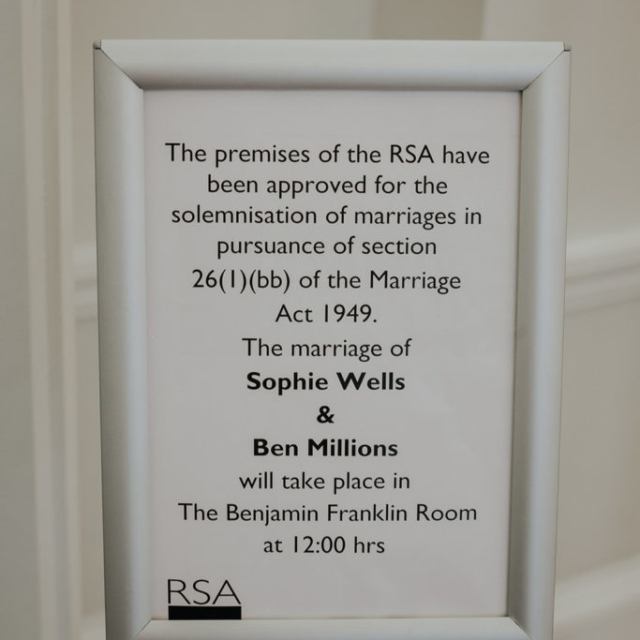 The premises of the RSA have
been approved for the
solemnisation of marriages in
pursuance of section
26(1)(bb) of the Marriage
Act 1949.
The marriage of
Sophie Wells
&
Ben Millions
will take place in
The Benjamin Franklin Room
at 12:00 hrs
RSA